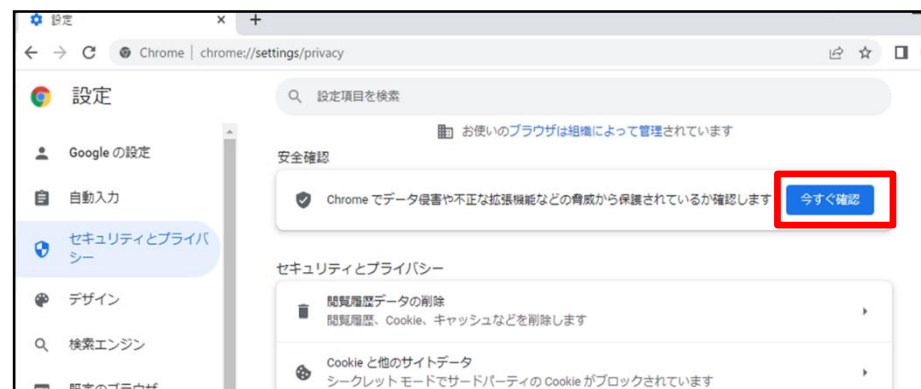 設定
Chrome | chrome://settings/privacy
設定
設定項目を検索
お使いのブラウザは組織によって管理されています
Google の設定
自動入力
セキュリティとプライバ
シー
デザイン
検索エンジン
既定のブラウザ
安全確認
Chrome でデータ侵害や不正な拡張機能などの脅威から保護されているか確認します
今すぐ確認
セキュリティとプライバシー
閲覧履歴データの削除
閲覧履歴、Cookie、キャッシュなどを削除します
Cookie と他のサイトデータ
シークレット モードでサードパーティの Cookie がブロックされています